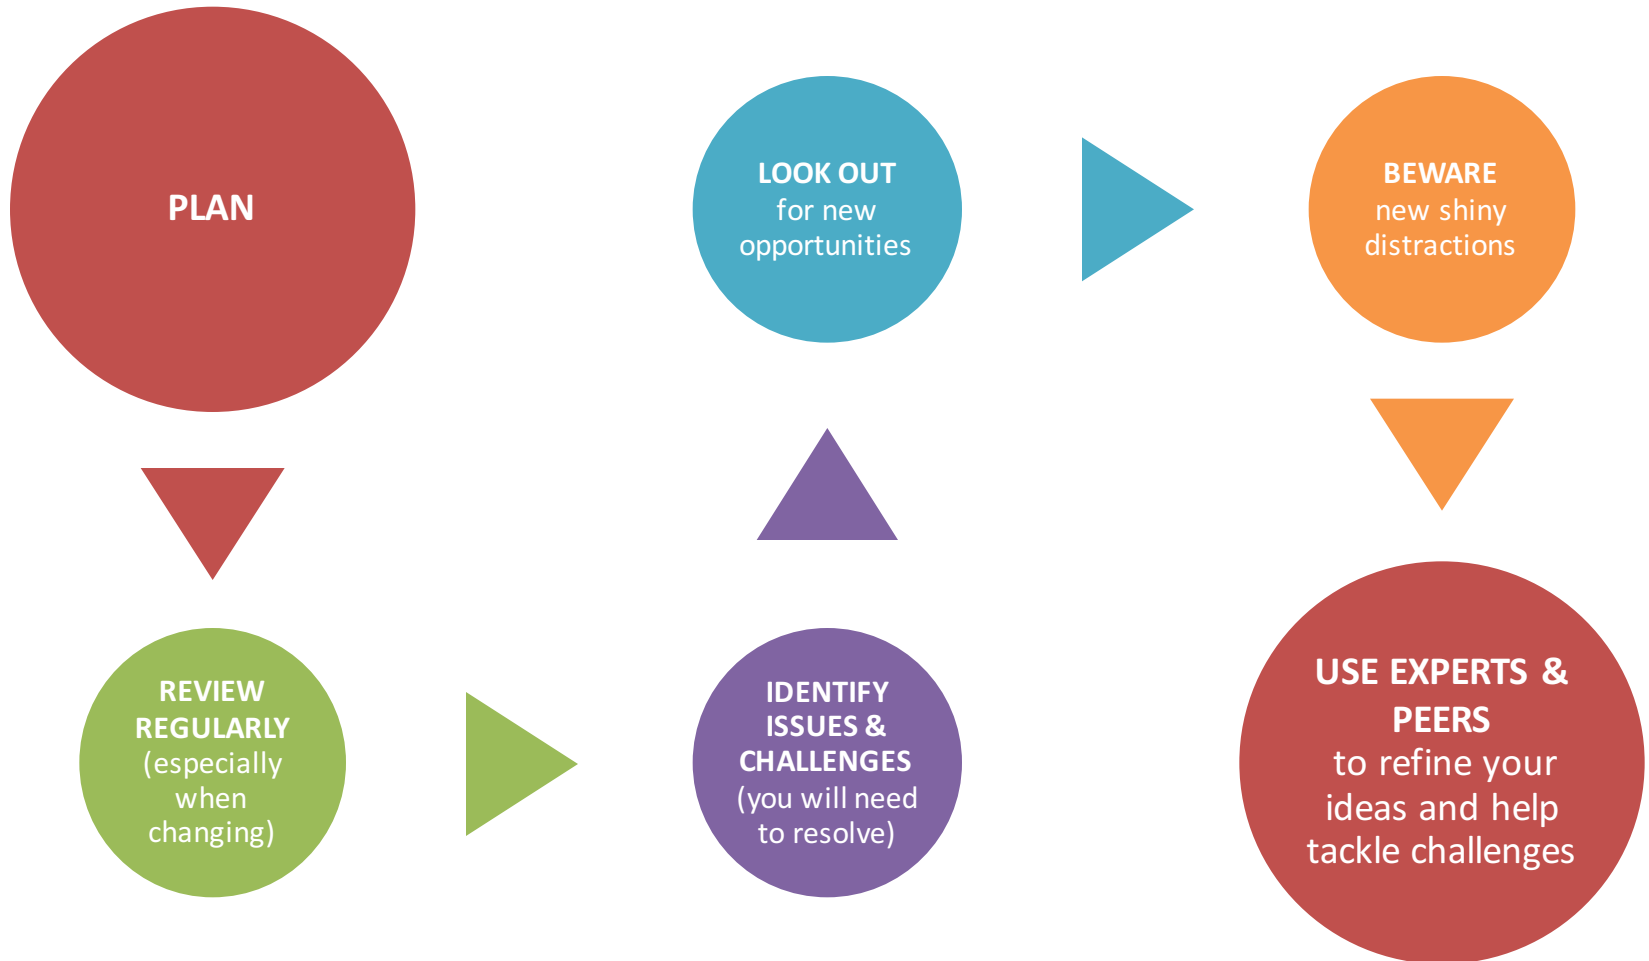 PLAN
REVIEW
REGULARLY
(especially
when
changing)
IDENTIFY
ISSUES &
CHALLENGES
(you will need
to resolve)
LOOK OUT
for new
opportunities
BEWARE
new shiny
distractions
USE EXPERTS &
PEERS
to refine your
ideas and help
tackle challenges